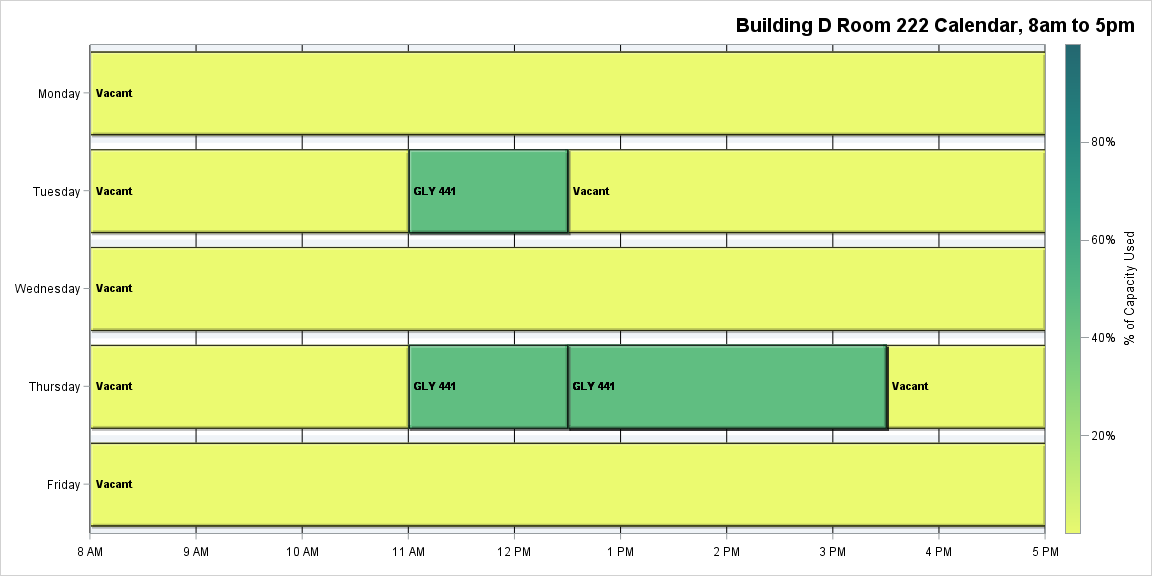 Building D Room 222 Calendar, 8am to 5pm
Monday
Vacant
Tuesday
Vacant
GLY 441
Vacant
Wednesday
Vacant
Thursday
Vacant
GLY 441
GLY 441
Vacant
Friday
Vacant
8 AM
9 AM
10 AM
11 AM
12 PM
1 PM
2 PM
3 PM
4 PM
5 PM
80%
60%
40%
20%
% of Capacity Used